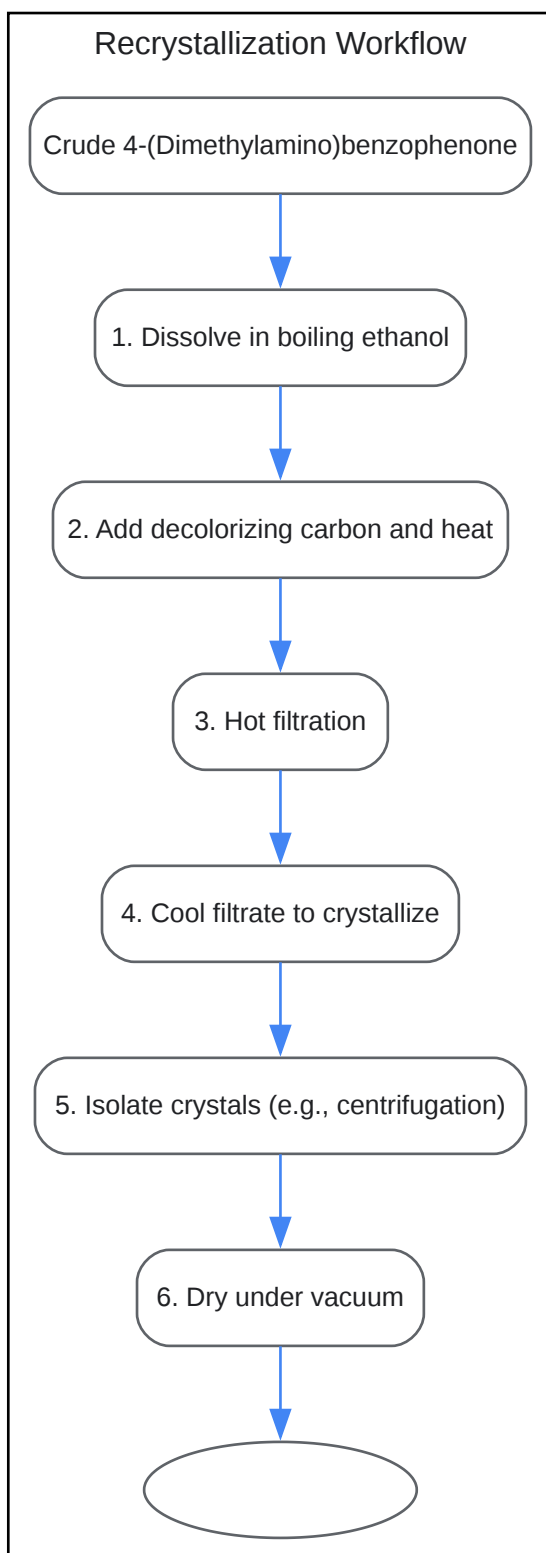 Recrystallization Workflow
Crude 4-(Dimethylamino)benzophenone
1. Dissolve in boiling ethanol
2. Add decolorizing carbon and heat
3. Hot filtration
4. Cool filtrate to crystallize
5. Isolate crystals (e.g., centrifugation)
6. Dry under vacuum